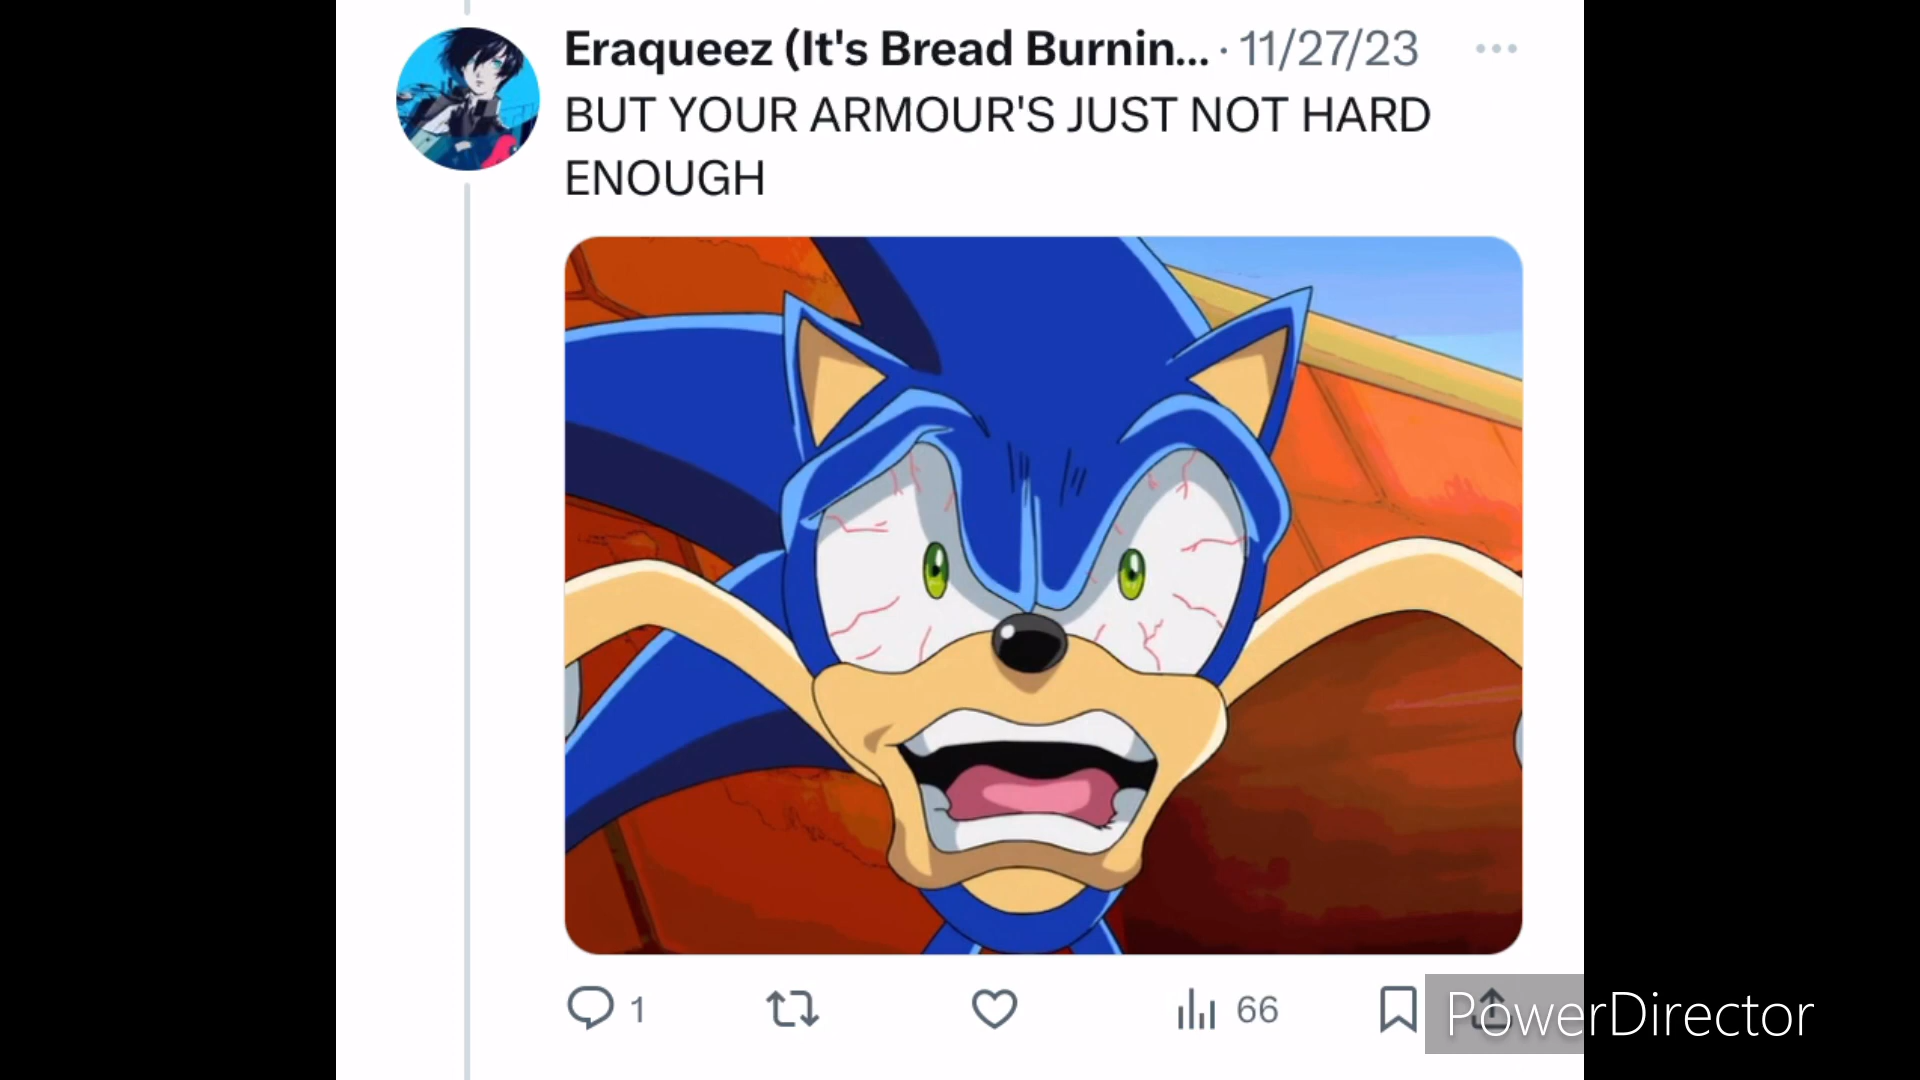 Eraqueez (It's Bread Burnin... · 11/27/23
BUT YOUR ARMOUR'S JUST NOT HARD
ENOUGH
1
66
PowerDirector